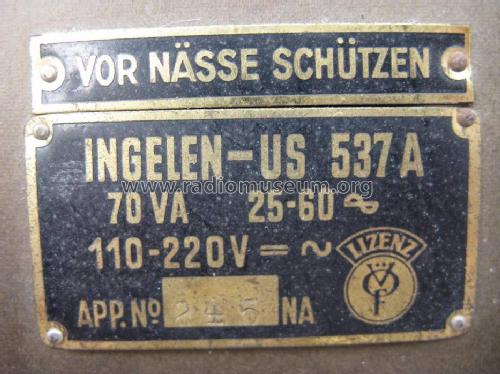 VOR NÄSSE SCHÜTZEN
INGELEN-US 537A
www.radiomuseum.org
70 VA 25-60 ∞
110-220V = ~
LIZENZ
APP. No 245 NA